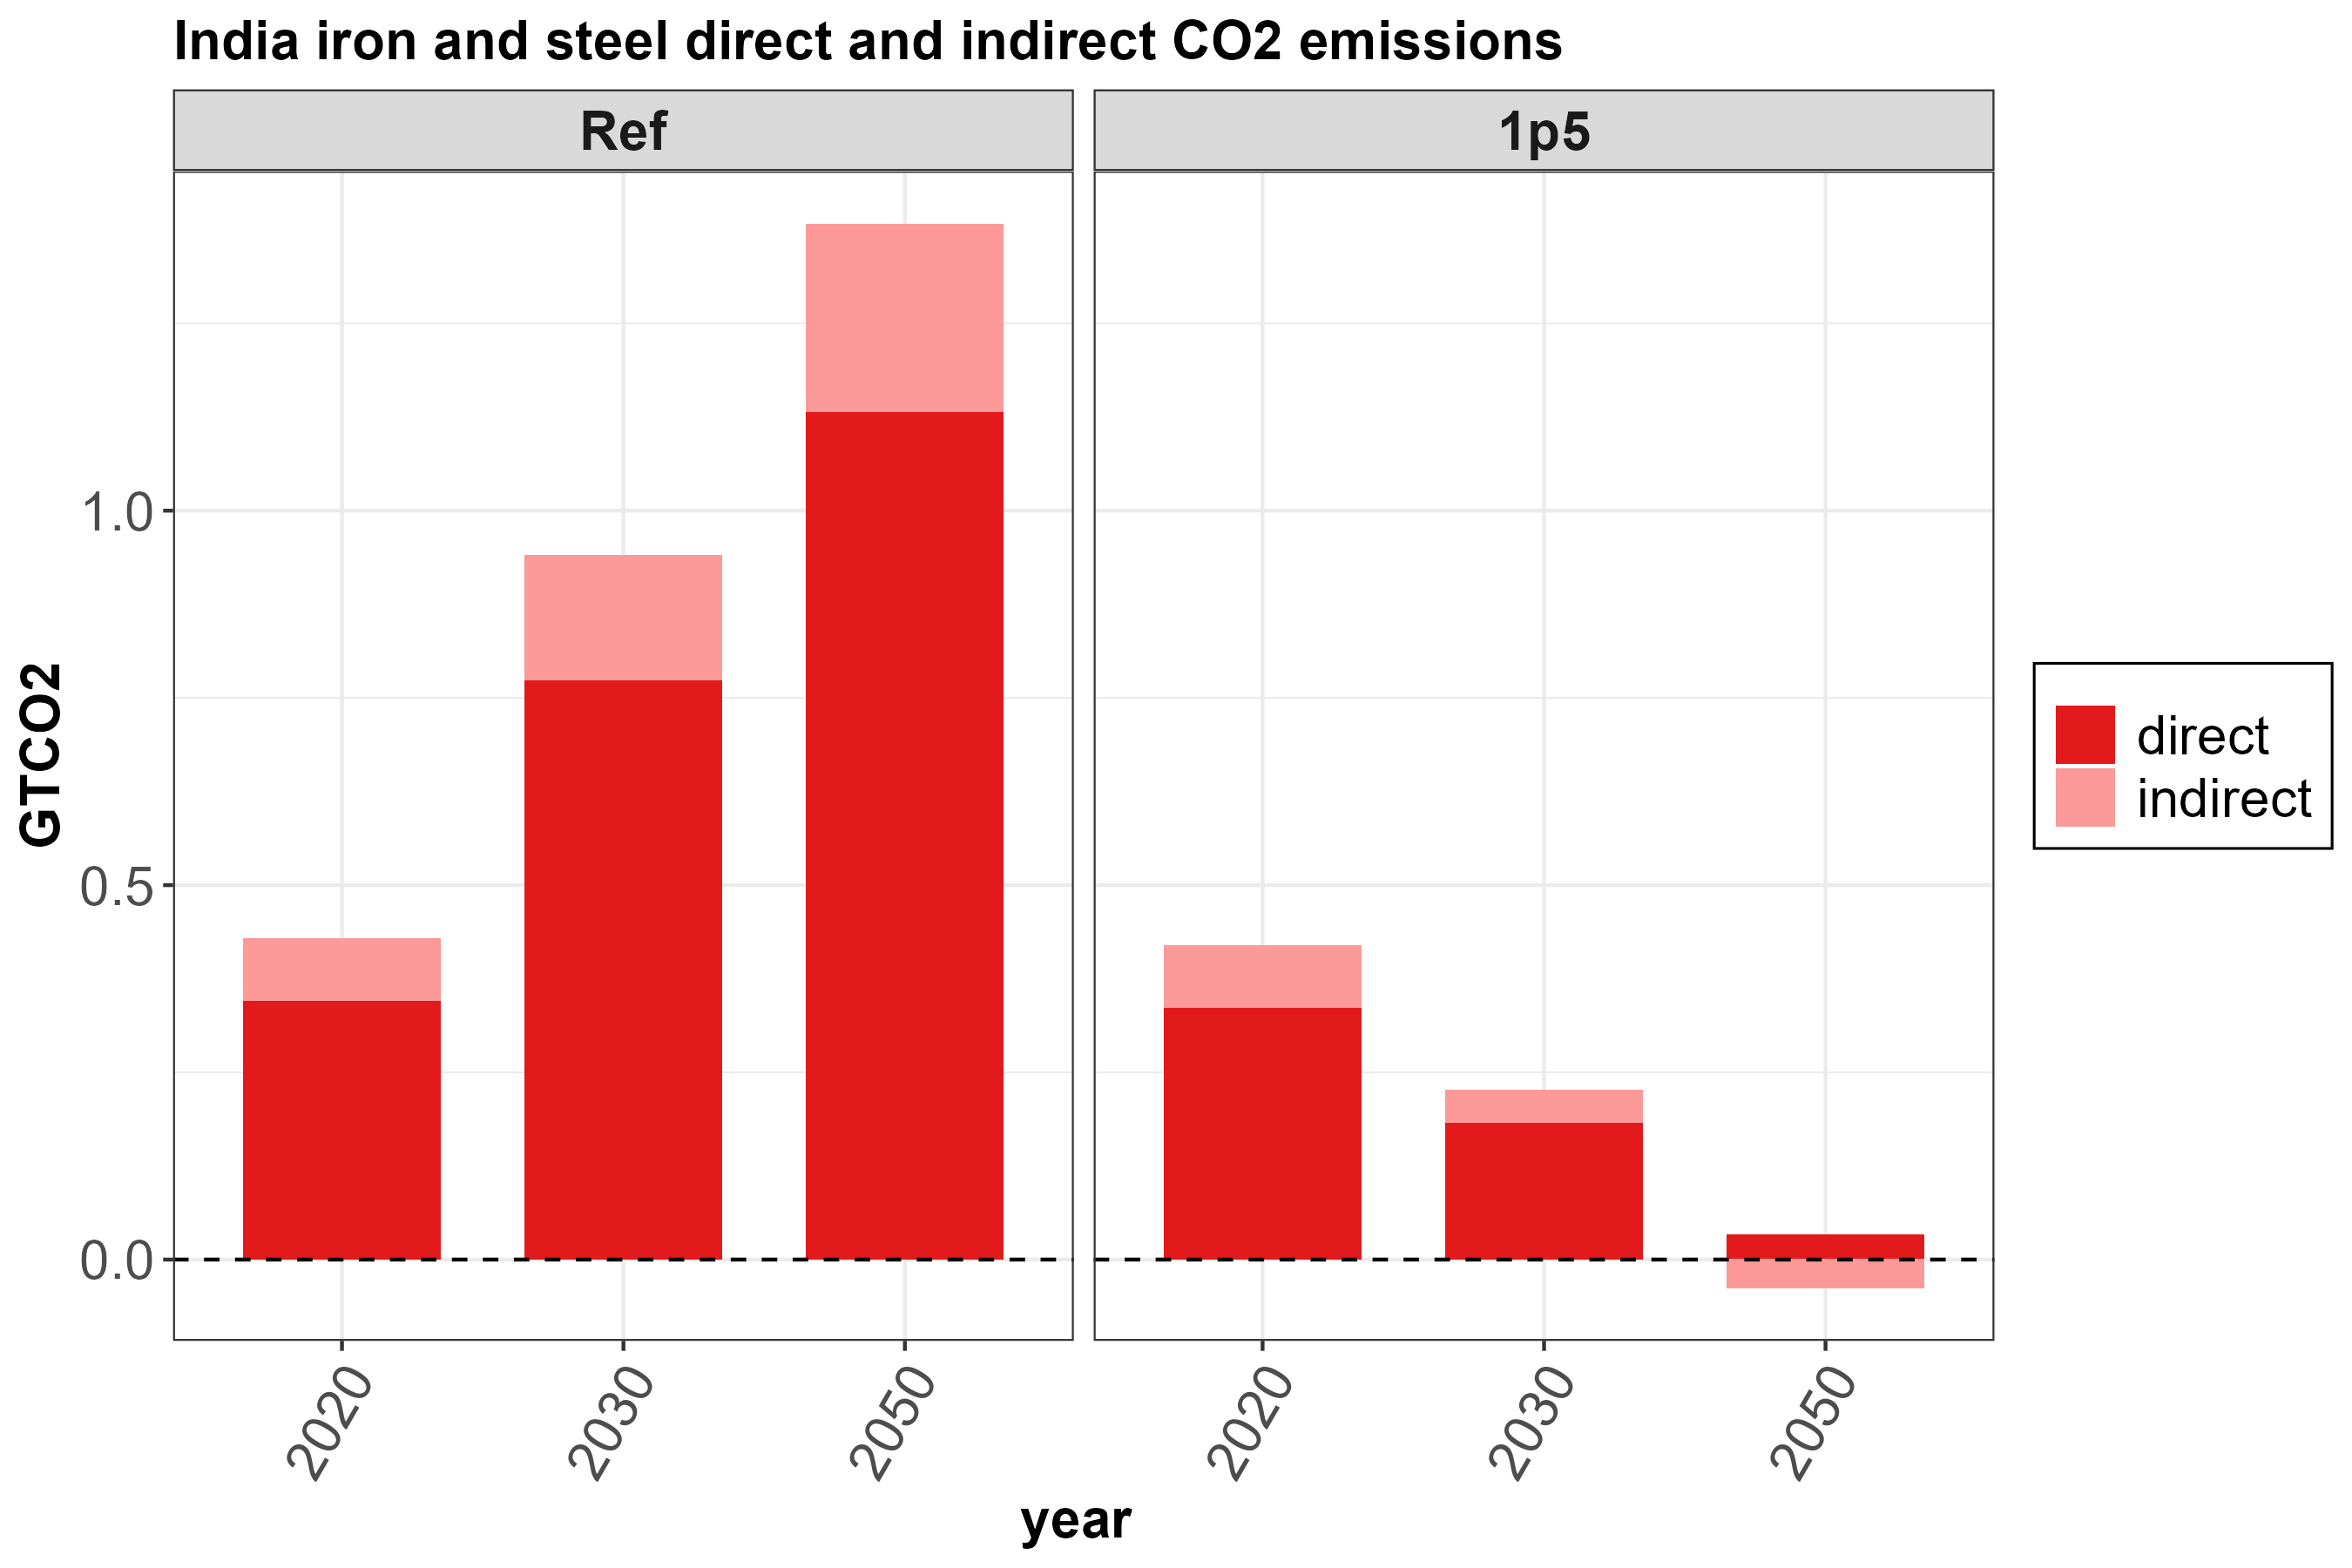 India iron and steel direct and indirect CO2 emissions
Ref
1p5
GTCO2
1.0
0.5
0.0
direct
indirect
2020
2030
2050
2020
2030
2050
year